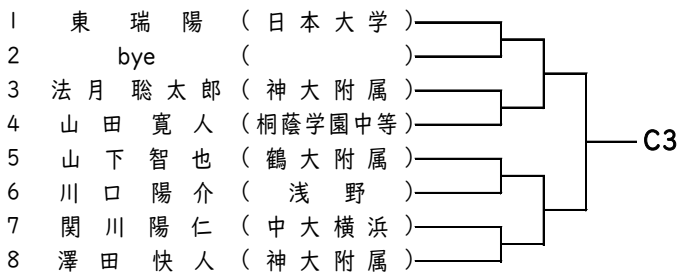 1 東 瑞 陽 ( 日 本 大 学 )
2 bye ( )
3 法 月 聡 太 郎 ( 神 大 附 属 )
4 山 田 寛 人 ( 桐蔭学園中等 )
C3
5 山 下 智 也 ( 鶴 大 附 属 )
6 川 口 陽 介 ( 浅 野 )
7 関 川 陽 仁 ( 中 大 横 浜 )
8 澤 田 快 人 ( 神 大 附 属 )